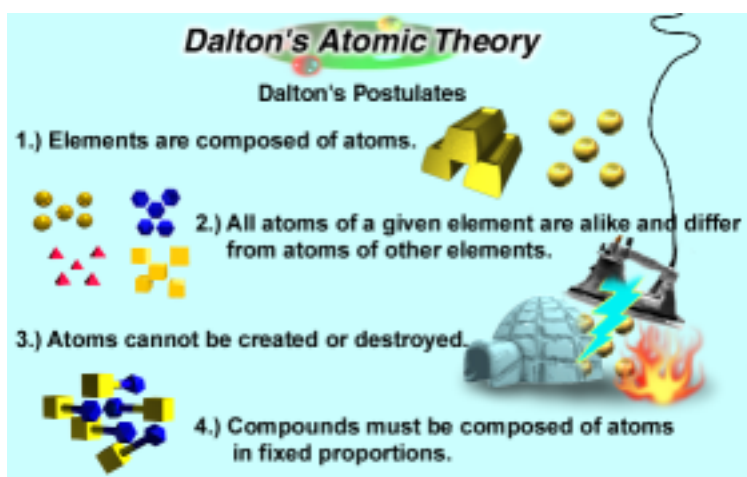 Dalton's Atomic Theory
Dalton's Postulates
1.) Elements are composed of atoms.
2.) All atoms of a given element are alike and differ
from atoms of other elements.
3.) Atoms cannot be created or destroyed.
4.) Compounds must be composed of atoms
in fixed proportions.